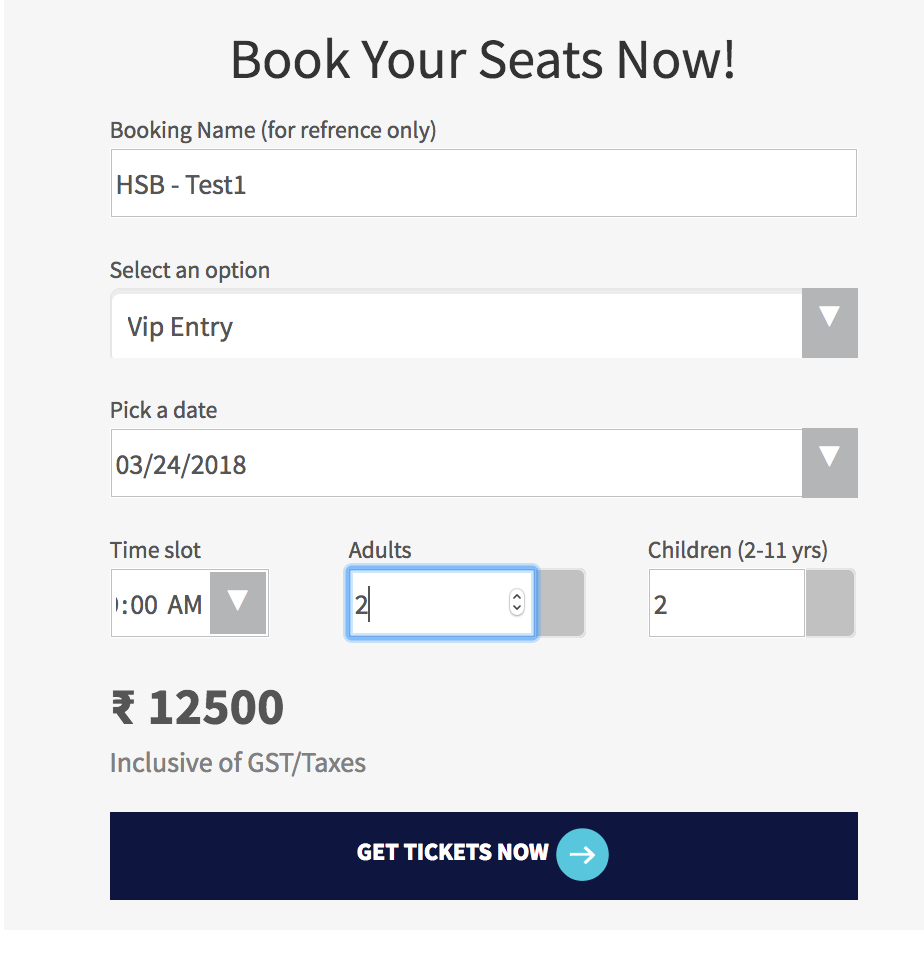 Book Your Seats Now!
Booking Name (for refrence only)
HSB - Test1
Select an option
Vip Entry
Pick a date
03/24/2018
Time slot Adults Children (2-11 yrs)
:00 AM 2 2
₹ 12500
Inclusive of GST/Taxes
GET TICKETS NOW